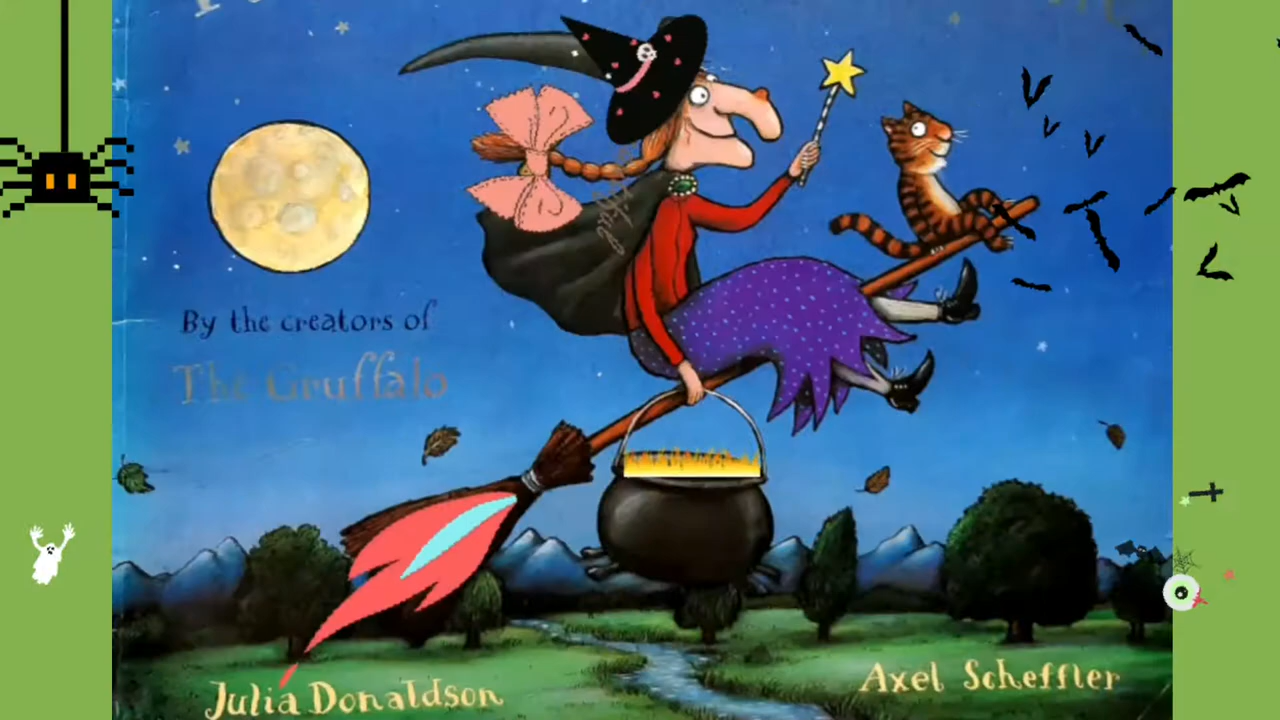 By the creators of
The Gruffalo
Julia Donaldson
Axel Scheffler